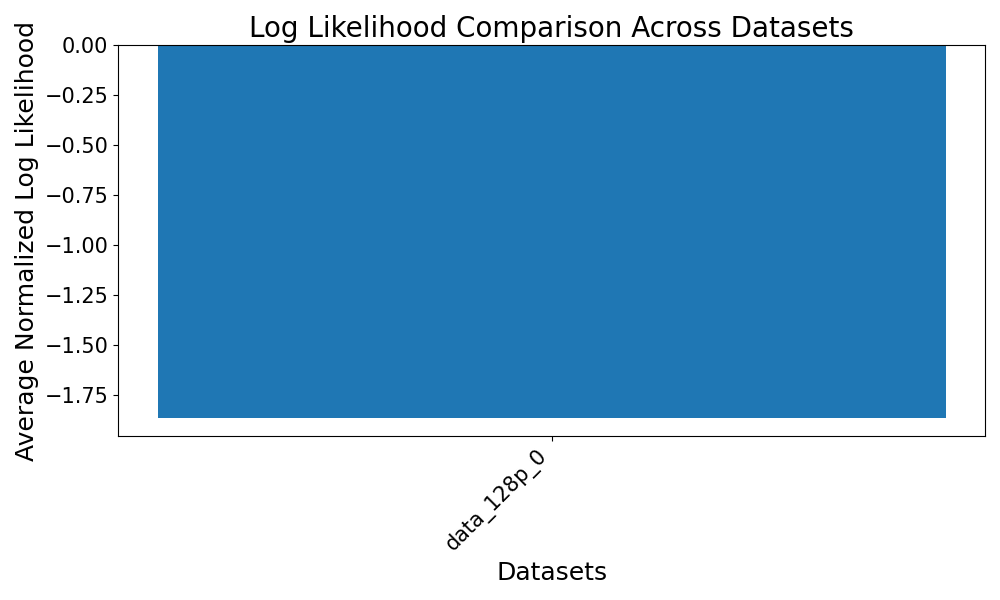 Log Likelihood Comparison Across Datasets
Average Normalized Log Likelihood
0.00
−0.25
−0.50
−0.75
−1.00
−1.25
−1.50
−1.75
data_128p_0
Datasets